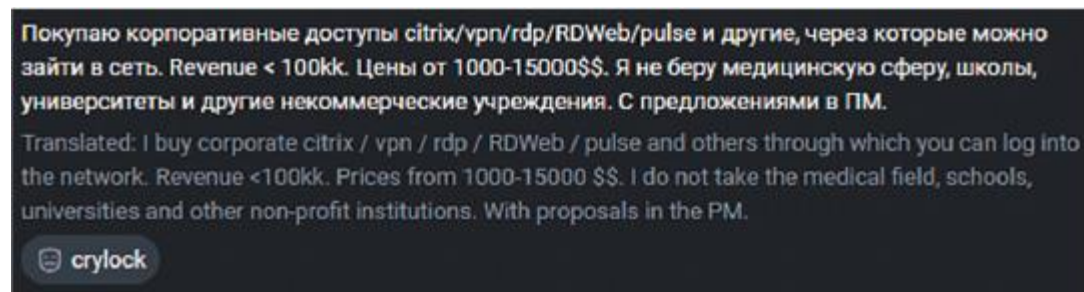 Покупаю корпоративные доступы citrix/vpn/rdp/RDWeb/pulse и другие, через которые можно
зайти в сеть. Revenue < 100kk. Цены от 1000-15000$$. Я не беру медицинскую сферу, школы,
университеты и другие некоммерческие учреждения. С предложениями в ПМ.
Translated: I buy corporate citrix / vpn / rdp / RDWeb / pulse and others through which you can log into
the network. Revenue <100kk. Prices from 1000-15000 $$. I do not take the medical field, schools,
universities and other non-profit institutions. With proposals in the PM.
crylock